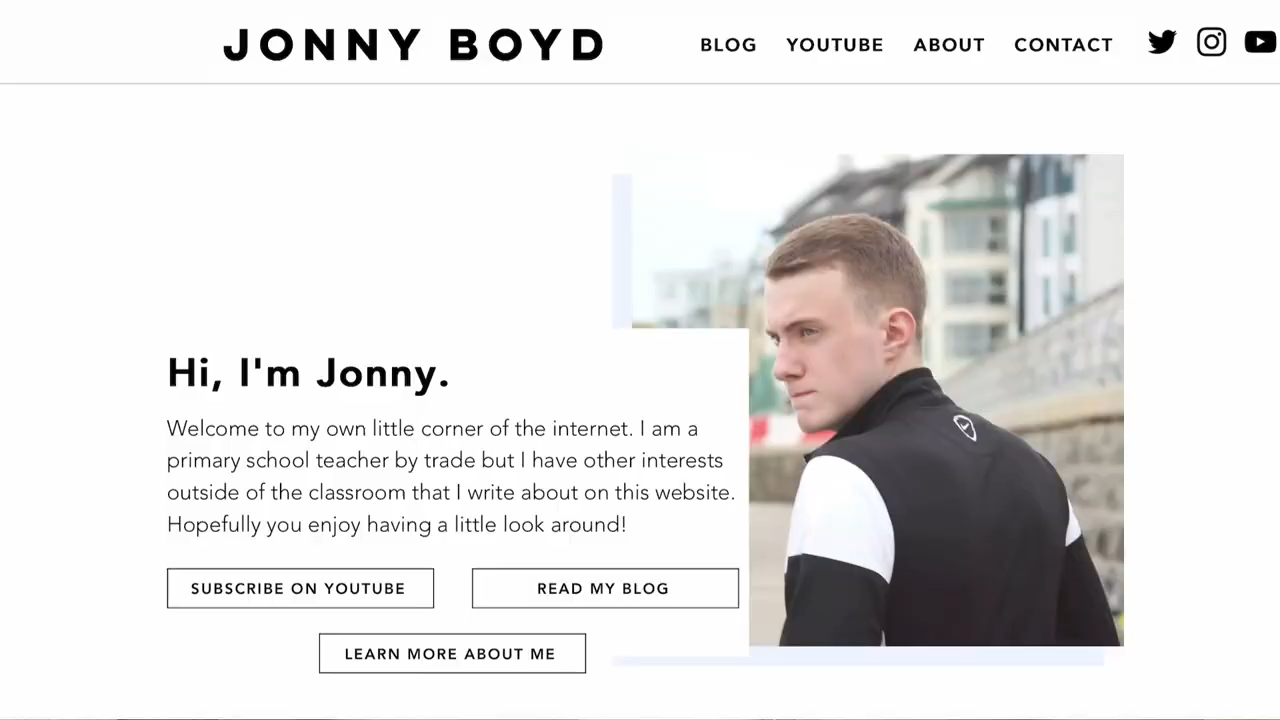 JONNY BOYD
BLOG YOUTUBE ABOUT CONTACT
Hi, I'm Jonny.
Welcome to my own little corner of the internet. I am a
primary school teacher by trade but I have other interests
outside of the classroom that I write about on this website.
Hopefully you enjoy having a little look around!
SUBSCRIBE ON YOUTUBE
READ MY BLOG
LEARN MORE ABOUT ME